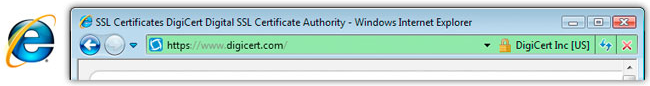 SSL Certificates DigiCert Digital SSL Certificate Authority - Windows Internet Explorer
https://www.digicert.com/ DigiCert Inc [US]